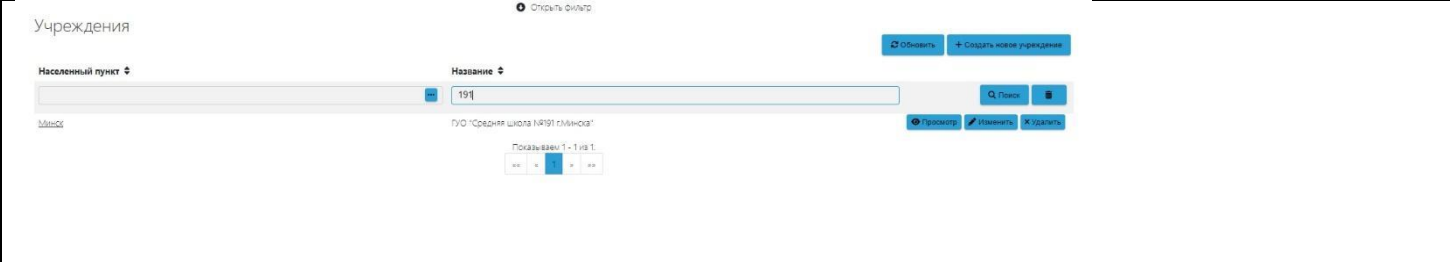 Открыть фильтр
Учреждения
Обновить + Создать новое учреждение
Населенный пункт Название
191 Поиск
Минск ГУО "Средняя школа №191 г.Минска" Просмотр Изменить × Удалить
Показываем 1 - 1 из 1.
«« « 1 » »»